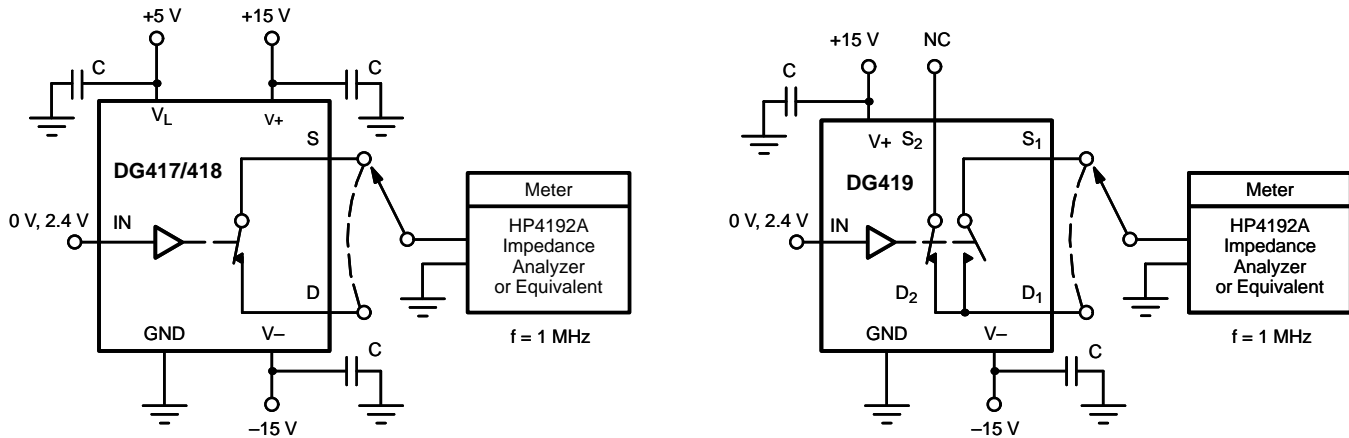 +5 V
+15 V
C
C
VL
V+
S
DG417/418
0 V, 2.4 V
IN
D
GND
V–
C
–15 V
Meter
HP4192A
Impedance
Analyzer
or Equivalent
f = 1 MHz
+15 V
NC
C
V+
S2
S1
DG419
0 V, 2.4 V
IN
D2
D1
GND
V–
C
–15 V
Meter
HP4192A
Impedance
Analyzer
or Equivalent
f = 1 MHz